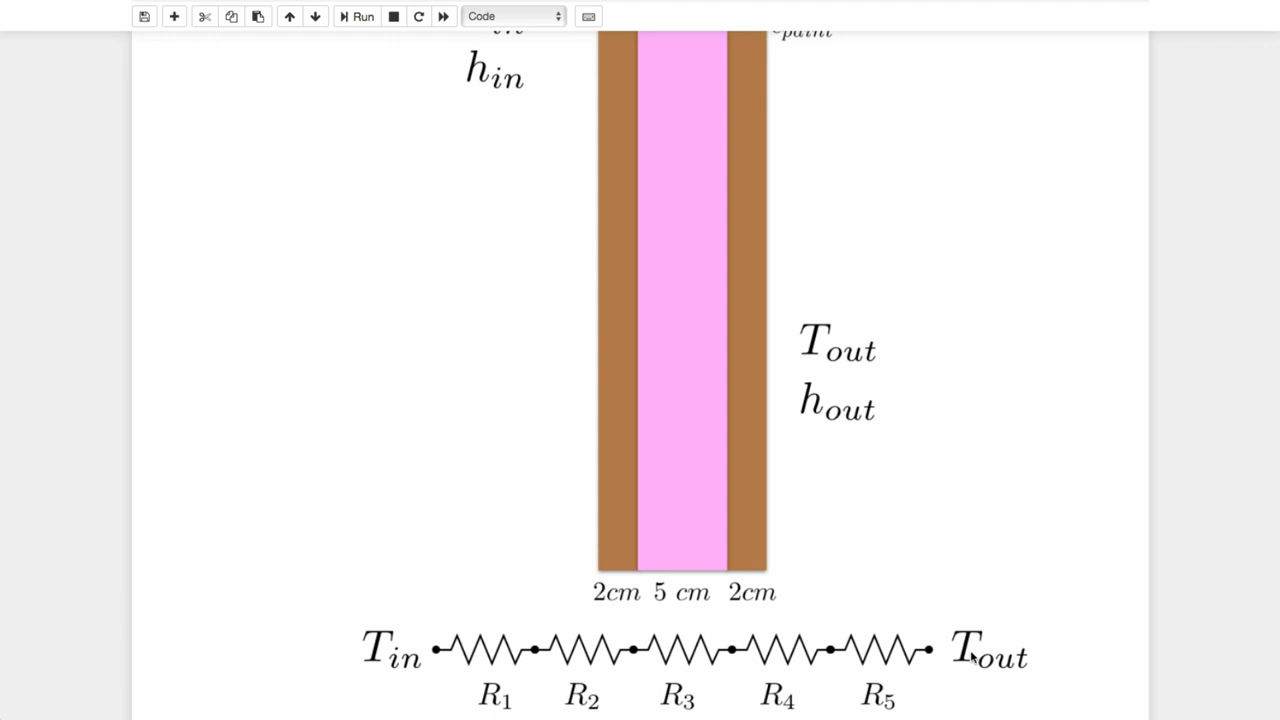 Run Code
h_in
T_out
h_out
2cm 5 cm 2cm
T_in T_out
R_1 R_2 R_3 R_4 R_5